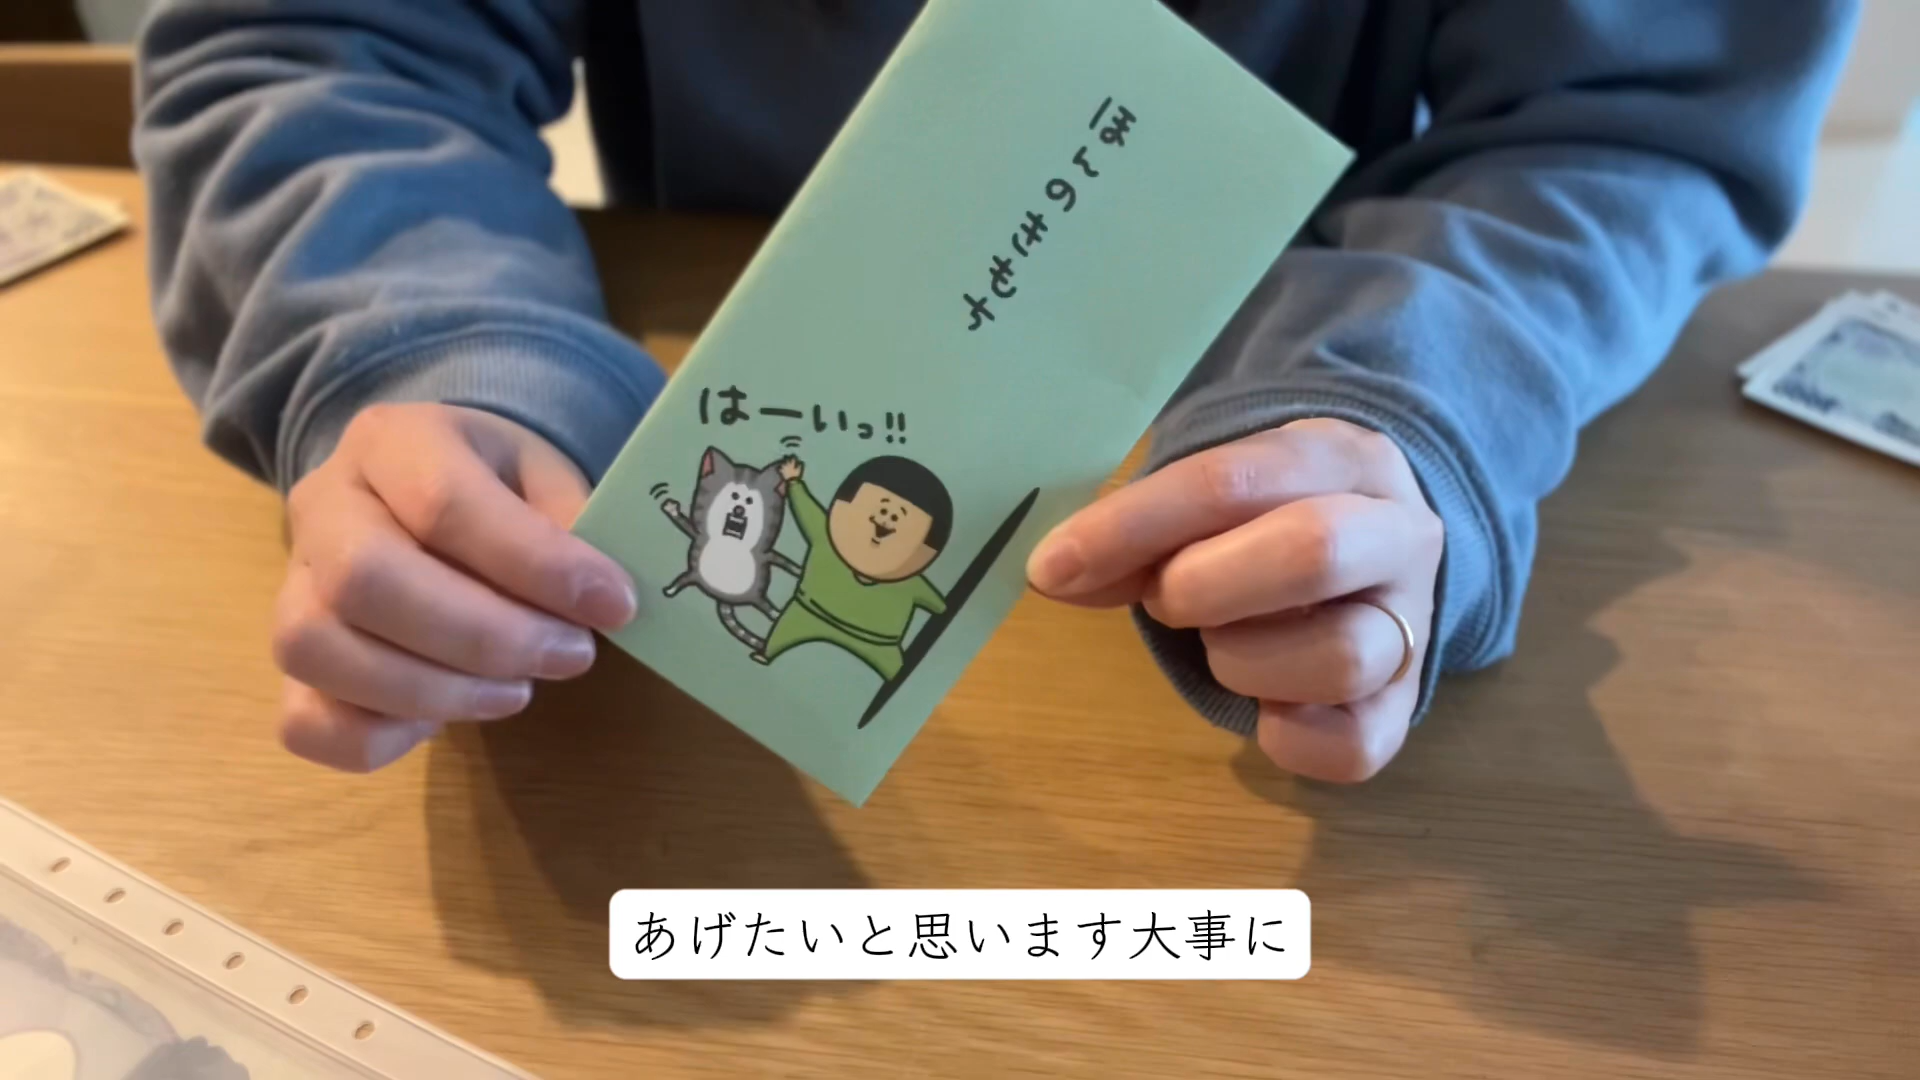 ほんのきもち
はーいっ!!
あげたいと思います大事に